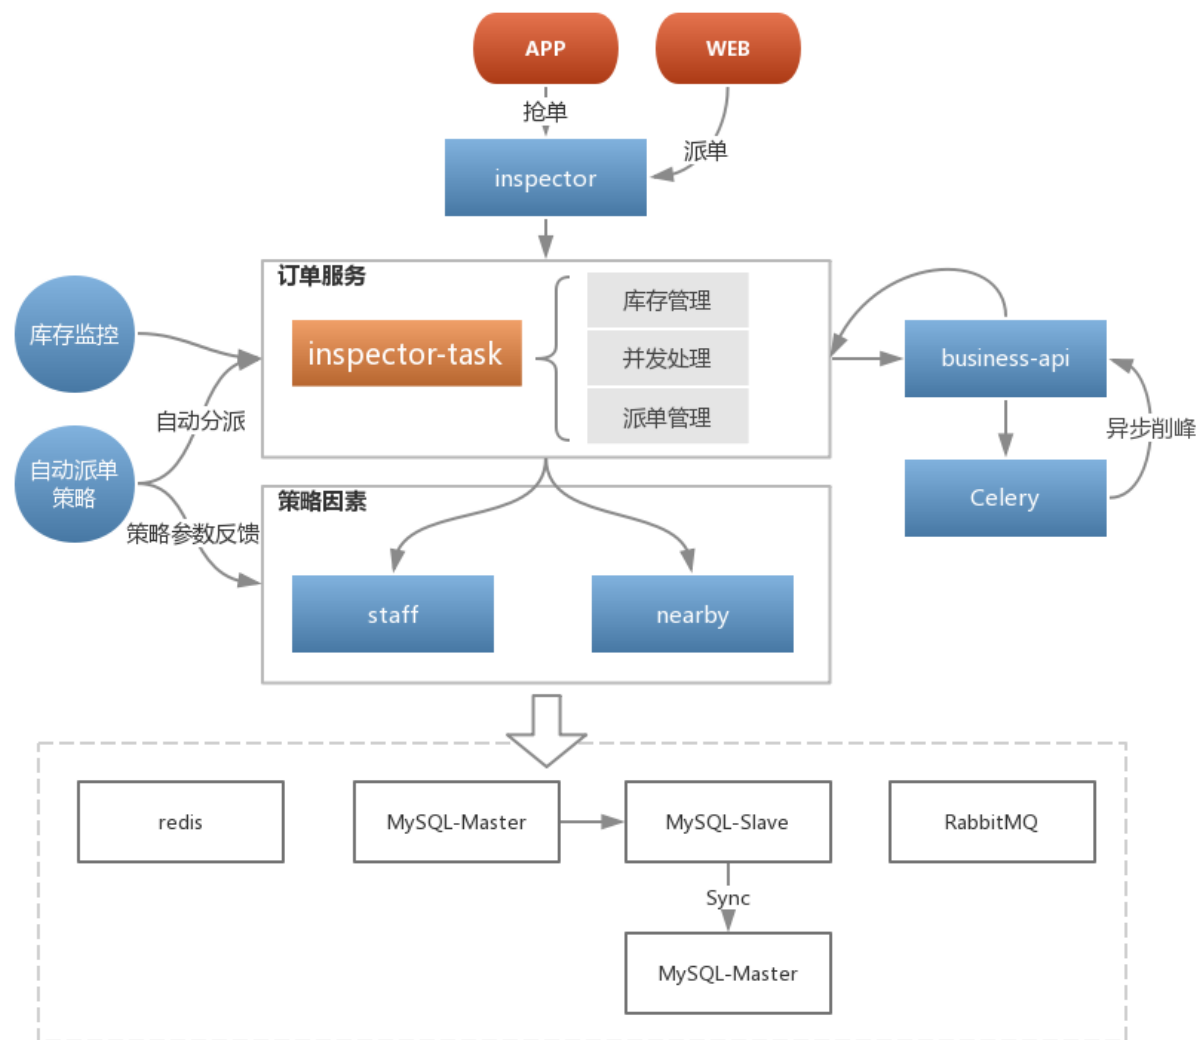 APP
WEB
抢单
派单
inspector
订单服务
库存管理
inspector-task
并发处理
派单管理
库存监控
自动分派
自动派单
策略
策略参数反馈
business-api
异步削峰
Celery
策略因素
staff
nearby
redis
MySQL-Master
MySQL-Slave
RabbitMQ
Sync
MySQL-Master